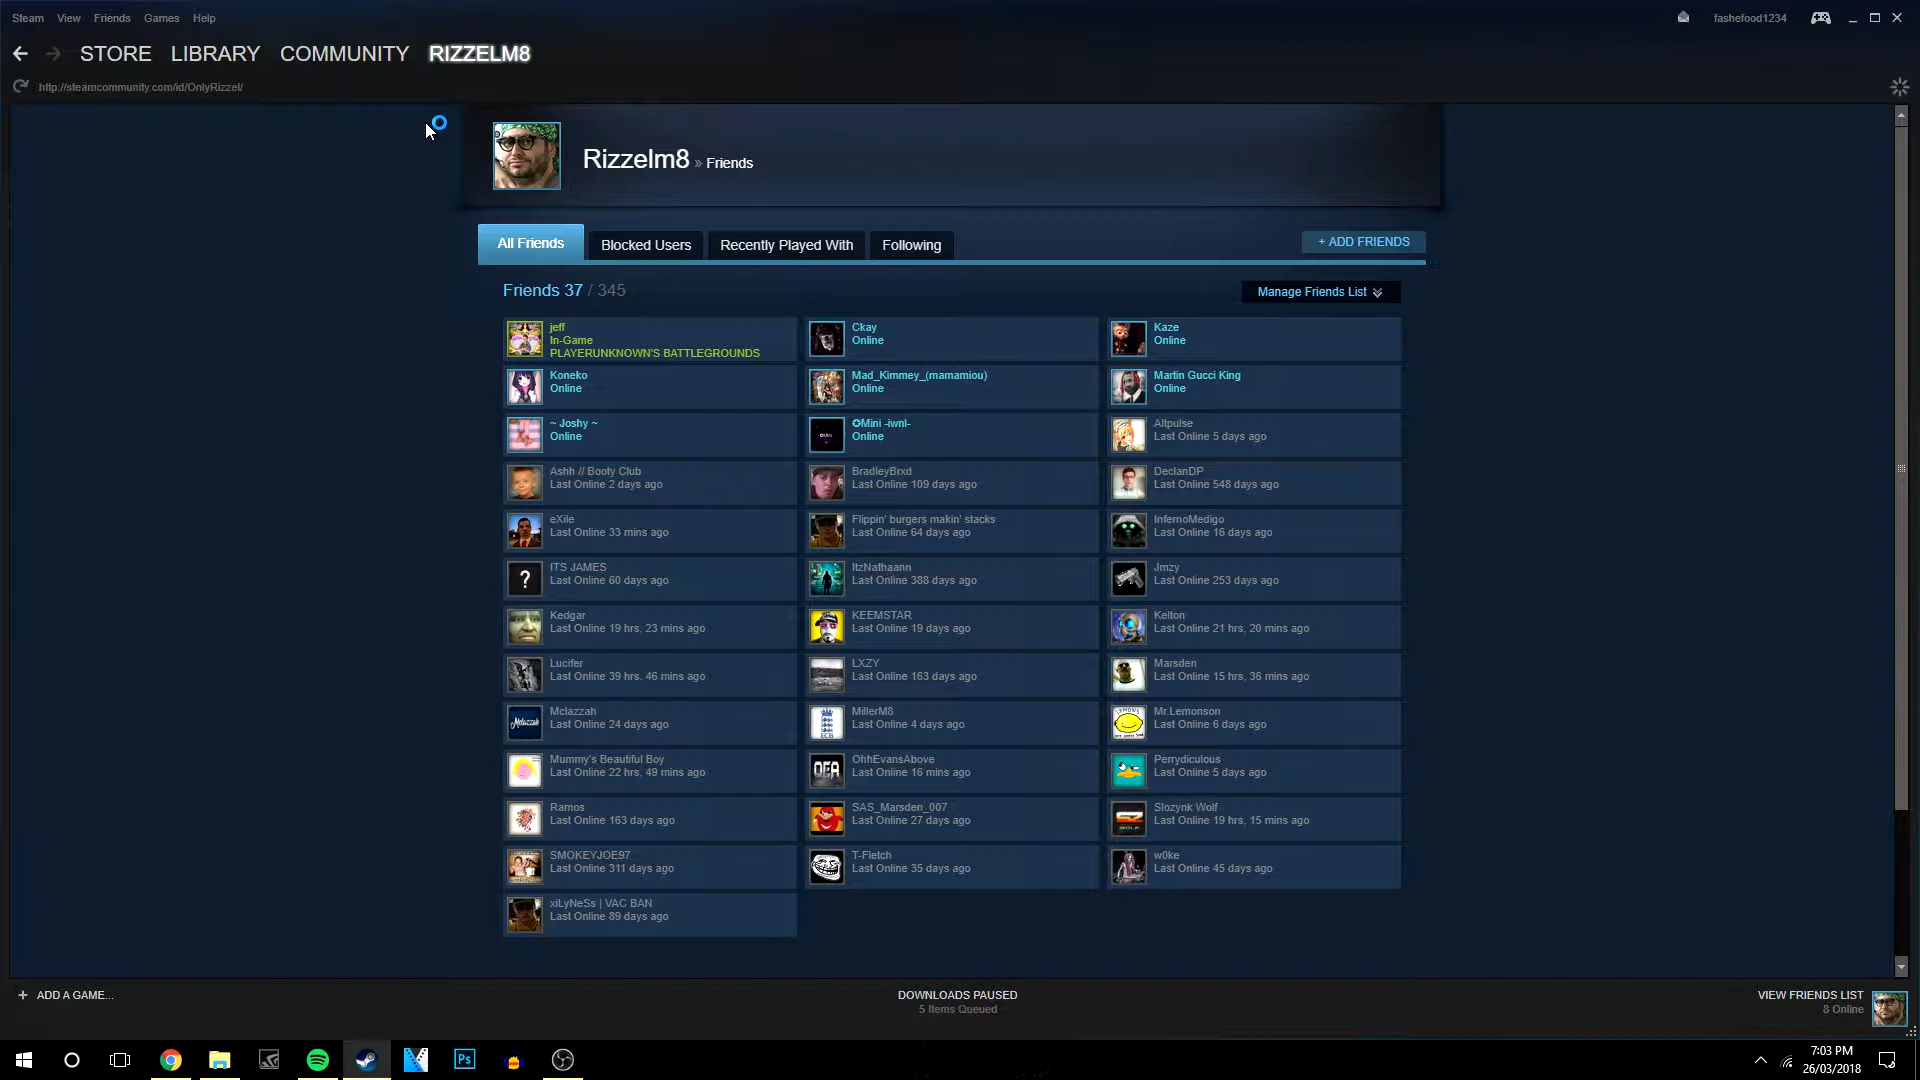 Steam View Friends Games Help
fashefood1234
STORE LIBRARY COMMUNITY RIZZELM8
http://steamcommunity.com/id/OnlyRizzel/
Rizzelm8 » Friends
All Friends Blocked Users Recently Played With Following
+ ADD FRIENDS
Friends 37 / 345
Manage Friends List
jeff
In-Game
PLAYERUNKNOWN'S BATTLEGROUNDS
Ckay
Online
Kaze
Online
Koneko
Online
Mad_Kimmey_(mamamiou)
Online
Martin Gucci King
Online
~ Joshy ~
Online
✪Mini -iwnl-
Online
Altpulse
Last Online 5 days ago
Ashh // Booty Club
Last Online 2 days ago
BradleyBrxd
Last Online 109 days ago
DeclanDP
Last Online 548 days ago
eXile
Last Online 33 mins ago
Flippin' burgers makin' stacks
Last Online 64 days ago
InfernoMedigo
Last Online 16 days ago
ITS JAMES
Last Online 60 days ago
ItzNathaann
Last Online 388 days ago
Jmzy
Last Online 253 days ago
Kedgar
Last Online 19 hrs, 23 mins ago
KEEMSTAR
Last Online 19 days ago
Kelton
Last Online 21 hrs, 20 mins ago
Lucifer
Last Online 39 hrs, 46 mins ago
LXZY
Last Online 163 days ago
Marsden
Last Online 15 hrs, 36 mins ago
Mclazzah
Last Online 24 days ago
MillerM8
Last Online 4 days ago
Mr.Lemonson
Last Online 6 days ago
Mummy's Beautiful Boy
Last Online 22 hrs, 49 mins ago
OhhEvansAbove
Last Online 16 mins ago
Perrydiculous
Last Online 5 days ago
Ramos
Last Online 163 days ago
SAS_Marsden_007
Last Online 27 days ago
Slozynk Wolf
Last Online 19 hrs, 15 mins ago
SMOKEYJOE97
Last Online 311 days ago
T-Fletch
Last Online 35 days ago
w0ke
Last Online 45 days ago
xiLyNeSs | VAC BAN
Last Online 89 days ago
+ ADD A GAME...
DOWNLOADS PAUSED
5 Items Queued
VIEW FRIENDS LIST
8 Online
Ps
7:03 PM
26/03/2018